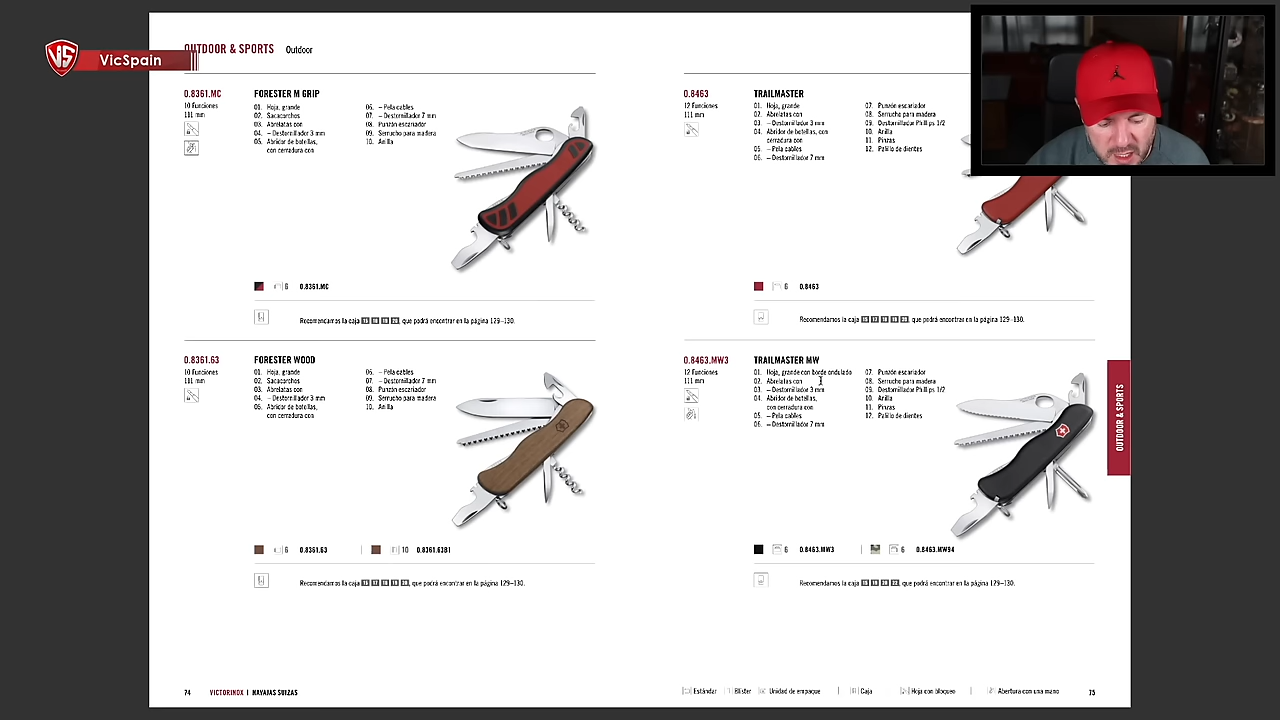 VS VicSpain
OUTDOOR & SPORTS Outdoor
0.8361.MC
10 Funciones
111 mm
FORESTER M GRIP
01. Hoja, grande
02. Sacacorchos
03. Abrelatas con
04. – Destornillador 3 mm
05. Abridor de botellas,
con cerradura con
06. – Pela cables
07. – Destornillador 7 mm
08. Punzón escariador
09. Serrucho para madera
10. Anilla
6 0.8361.MC
Recomendamos la caja que podrá encontrar en la página 129–130.
0.8361.63
10 funciones
111 mm
FORESTER WOOD
01. Hoja, grande
02. Sacacorchos
03. Abrelatas con
04. – Destornillador 3 mm
05. Abridor de botellas,
con cerradura con
06. – Pela cables
07. – Destornillador 7 mm
08. Punzón escariador
09. Serrucho para madera
10. Anilla
6 0.8361.63 | 10 0.8361.63B1
Recomendamos la caja que podrá encontrar en la página 129–130.
74 VICTORINOX | NAVAJAS SUIZAS
0.8463
12 funciones
111 mm
TRAILMASTER
01. Hoja, grande
02. Abrelatas con
03. – Destornillador 3 mm
04. Abridor de botellas, con
cerradura con
05. – Pela cables
06. – Destornillador 7 mm
07. Punzón escariador
08. Serrucho para madera
09. Destornillador Phillips 1/2
10. Anilla
11. Pinzas
12. Palillo de dientes
6 0.8463
Recomendamos la caja que podrá encontrar en la página 129–130.
0.8463.MW3
12 funciones
111 mm
TRAILMASTER MW
01. Hoja, grande con borde ondulado
02. Abrelatas con
03. – Destornillador 3 mm
04. Abridor de botellas,
con cerradura con
05. – Pela cables
06. – Destornillador 7 mm
07. Punzón escariador
08. Serrucho para madera
09. Destornillador Phillips 1/2
10. Anilla
11. Pinzas
12. Palillo de dientes
6 0.8463.MW3 | 6 0.8463.MW94
Recomendamos la caja que podrá encontrar en la página 129–130.
OUTDOOR & SPORTS
Estándar Blíster Unidad de empaque | Caja Hoja con bloqueo | Abertura con una mano 75